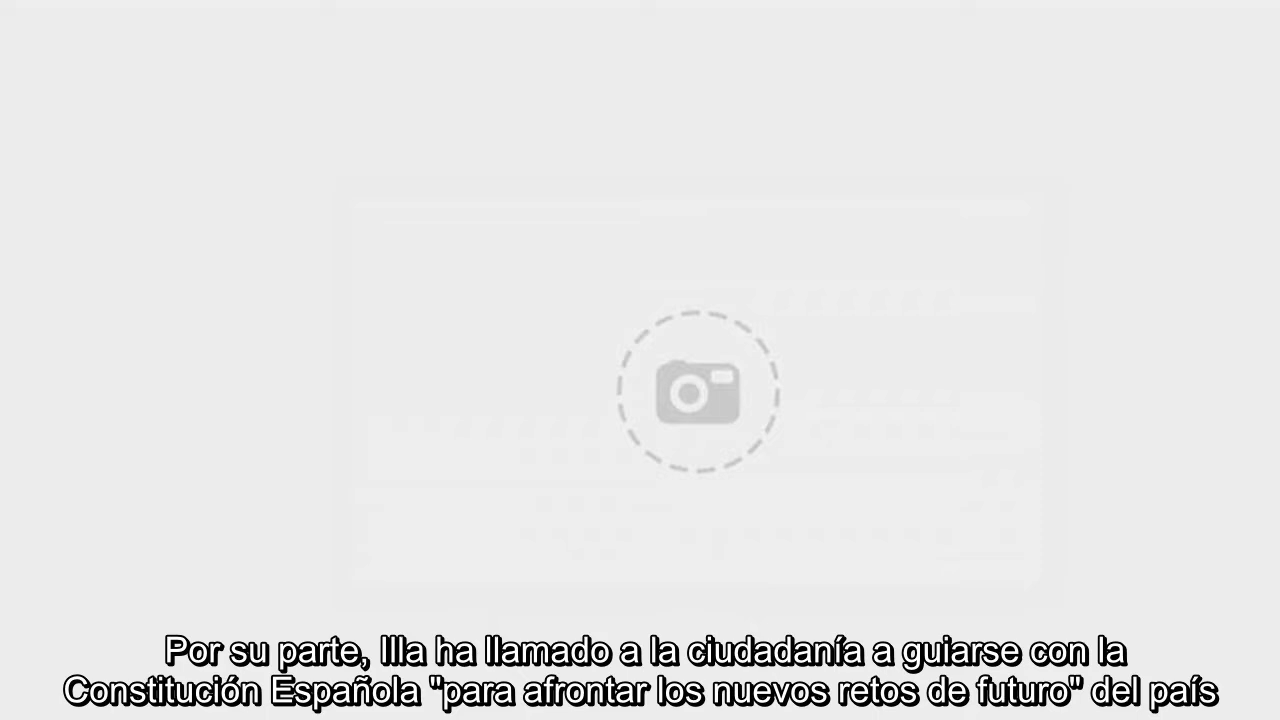 Por su parte, Illa ha llamado a la ciudadanía a guiarse con la
Constitución Española "para afrontar los nuevos retos de futuro" del país